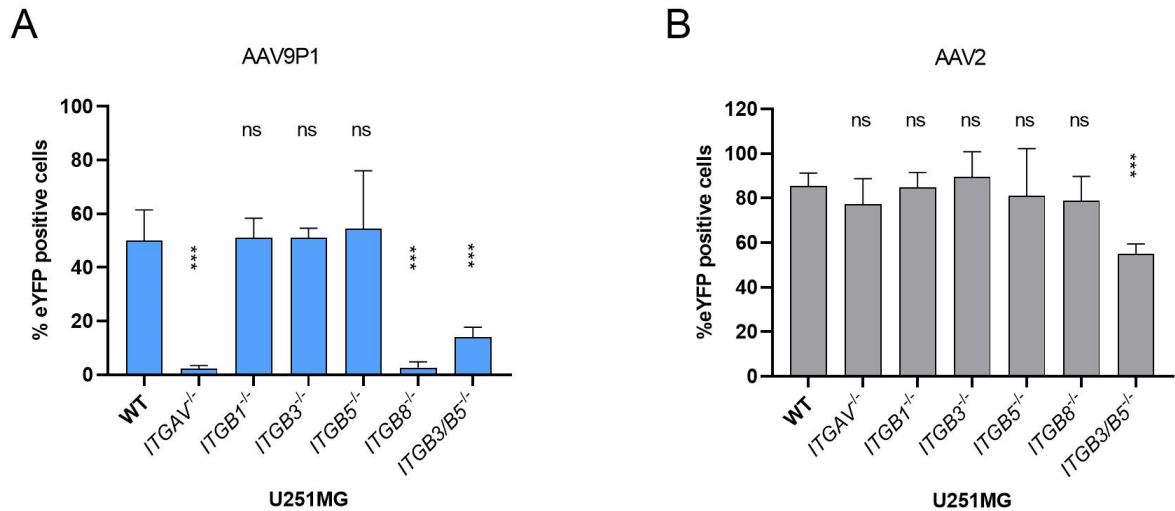 A
AAV9P1
% eYFP positive cells
100
80
60
40
20
0
ns ns ns
***
***
***
WT
ITGAV-/-
ITGB1-/-
ITGB3-/-
ITGB5-/-
ITGB8-/-
ITGB3/B5-/-
U251MG
B
AAV2
%eYFP positive cells
120
100
80
60
40
20
0
ns ns ns ns ns
***
WT
ITGAV-/-
ITGB1-/-
ITGB3-/-
ITGB5-/-
ITGB8-/-
ITGB3/B5-/-
U251MG